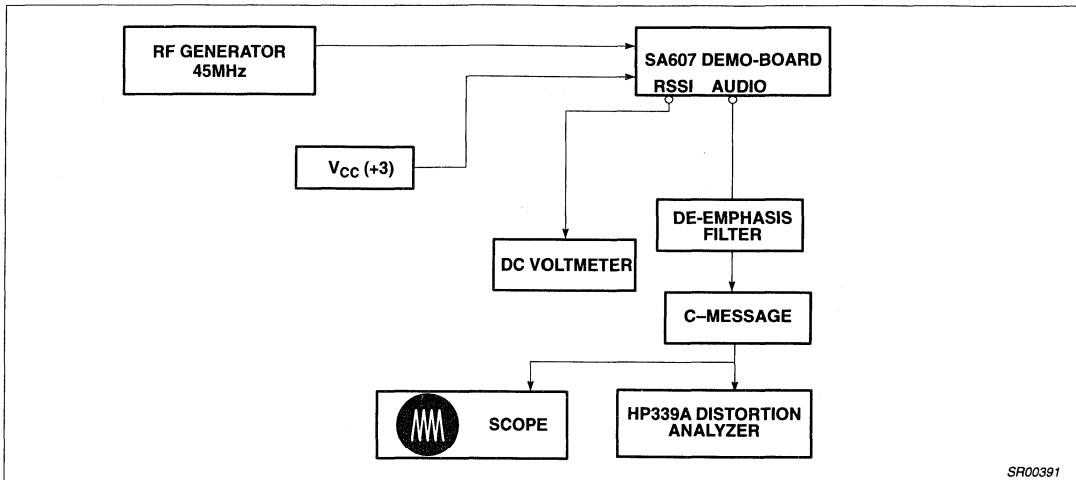 RF GENERATOR
45MHz
SA607 DEMO-BOARD
RSSI AUDIO
VCC (+3)
DE-EMPHASIS
FILTER
DC VOLTMETER
C–MESSAGE
SCOPE
HP339A DISTORTION
ANALYZER
SR00391